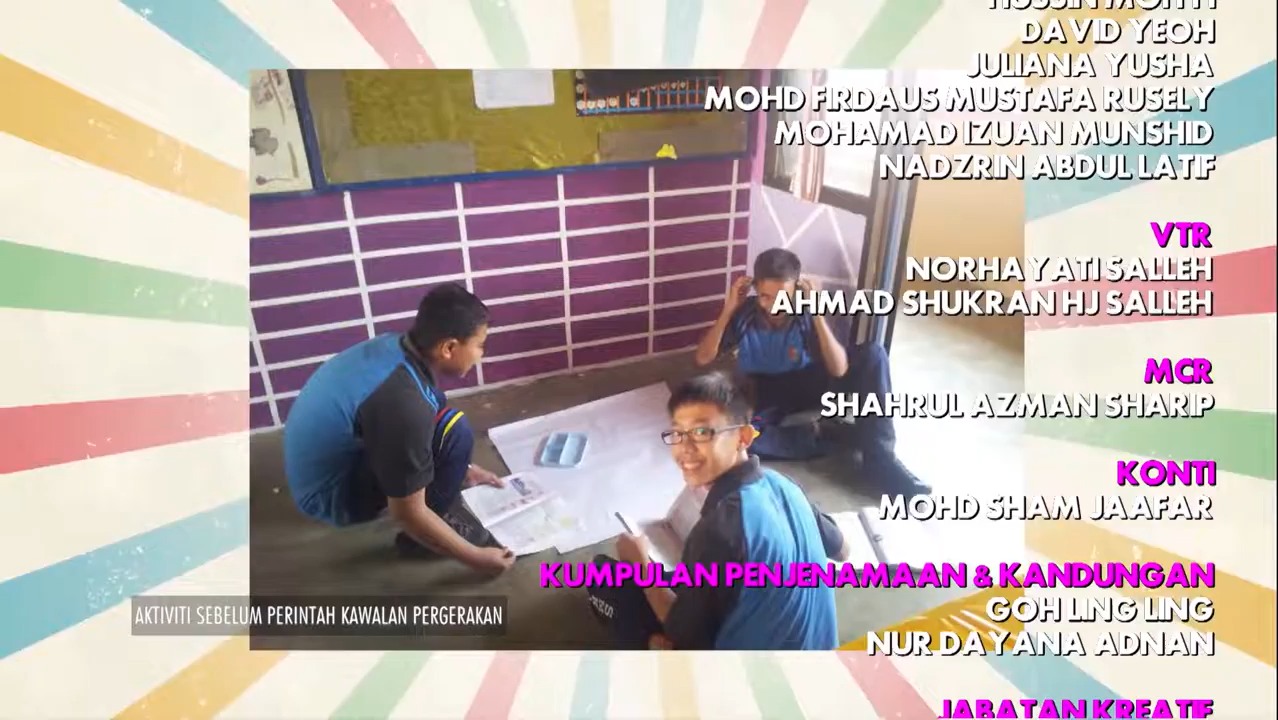 DAVID YEOH
JULIANA YUSHA
MOHD FIRDAUS MUSTAFA RUSELY
MOHAMAD IZUAN MUNSHID
NADZRIN ABDUL LATIF
VTR
NORHAYATI SALLEH
AHMAD SHUKRAN HJ SALLEH
MCR
SHAHRUL AZMAN SHARIP
KONTI
MOHD SHAM JAAFAR
KUMPULAN PENJENAMAAN & KANDUNGAN
GOH LING LING
NUR DAYANA ADNAN
JABATAN KREATIF
AKTIVITI SEBELUM PERINTAH KAWALAN PERGERAKAN